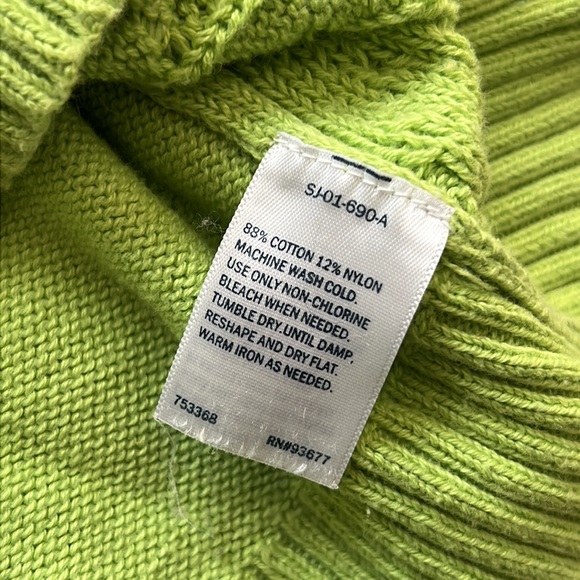 SJ-01-690-A
88% COTTON 12% NYLON
MACHINE WASH COLD.
USE ONLY NON-CHLORINE
BLEACH WHEN NEEDED.
TUMBLE DRY.UNTIL DAMP,
RESHAPE AND DRY FLAT.
WARM IRON AS NEEDED.
753368 RN#93677